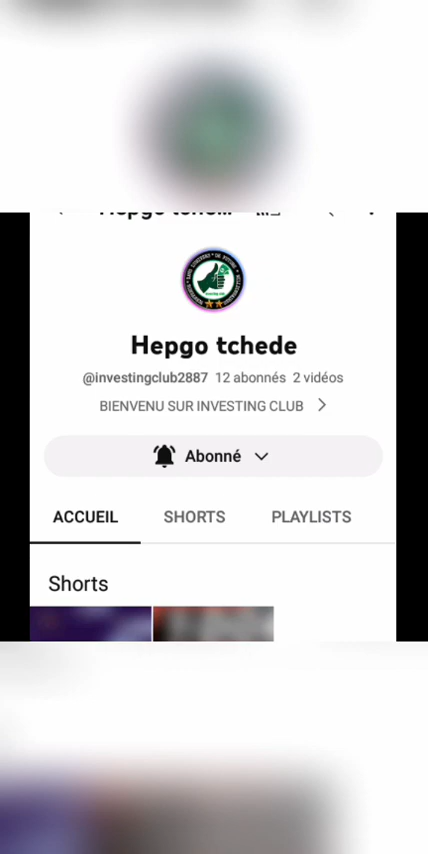 Hepgo tchede
@investingclub2887 12 abonnés 2 vidéos
BIENVENU SUR INVESTING CLUB
Abonné
ACCUEIL SHORTS PLAYLISTS
Shorts